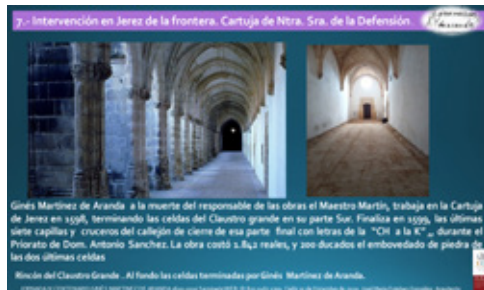 7.- Intervención en Jerez de la frontera. Cartuja de Ntra. Sra. de la Defensión
Ginés Martínez de Aranda a la muerte del responsable de las obras el Maestro Martín, trabaja en la Cartuja
de Jerez en 1598, terminando las celdas del Claustro grande en su parte Sur. Finaliza en 1599, las últimas
siete capillas y cruceros del callejón de cierre de esa parte final con letras de la "CH a la K" ,, durante el
Priorato de Dom. Antonio Sanchez. La obra costó 1.842 reales, y 200 ducados el embovedado de piedra de
las dos últimas celdas
Rincón del Claustro Grande . Al fondo las celdas terminadas por Ginés Martínez de Aranda.